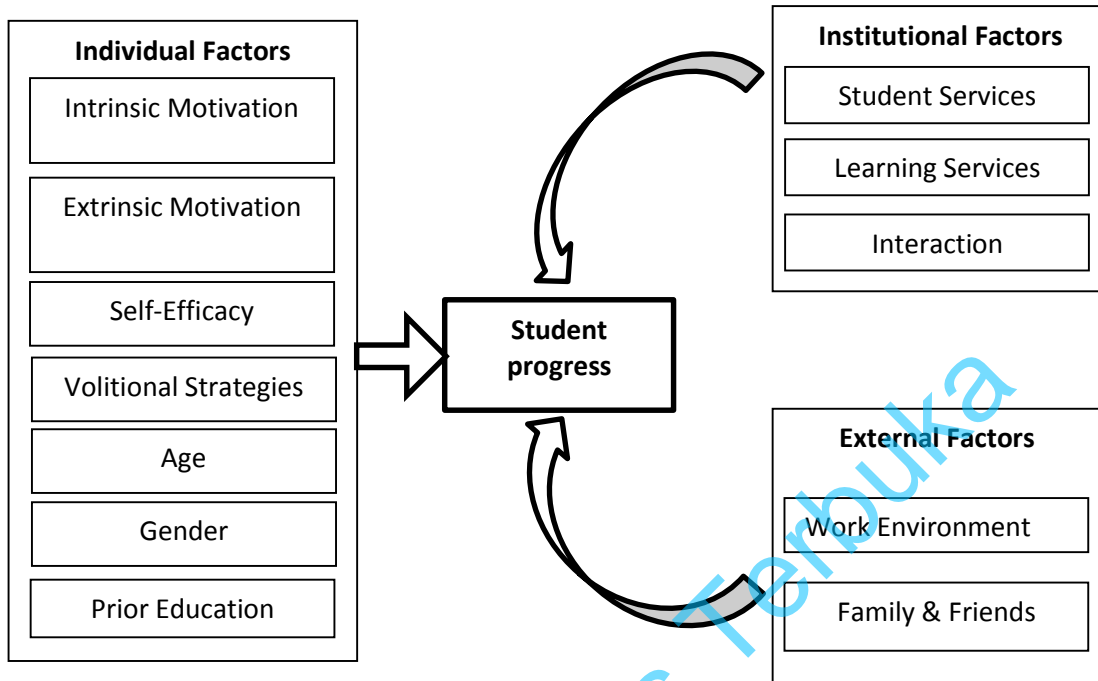 Individual Factors
Intrinsic Motivation
Extrinsic Motivation
Self-Efficacy
Volitional Strategies
Age
Gender
Prior Education
Student
progress
Institutional Factors
Student Services
Learning Services
Interaction
External Factors
Work Environment
Family & Friends
s Terbuka